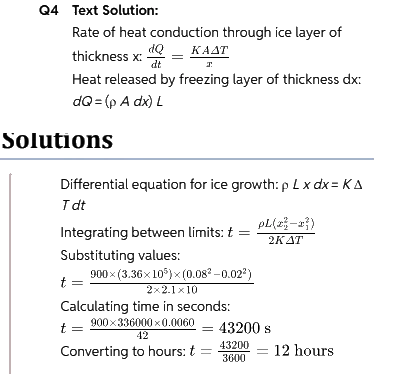 Q4 Text Solution:
Rate of heat conduction through ice layer of
thickness x: dQ/dt = KAΔT/x
Heat released by freezing layer of thickness dx:
dQ = (ρ A dx) L
Solutions
Differential equation for ice growth: ρ L x dx = K Δ
T dt
Integrating between limits: t = ρL(x₂²−x₁²)/2KΔT
Substituting values:
t = 900×(3.36×10⁵)×(0.08²−0.02²)/2×2.1×10
Calculating time in seconds:
t = 900×336000×0.0060/42 = 43200 s
Converting to hours: t = 43200/3600 = 12 hours